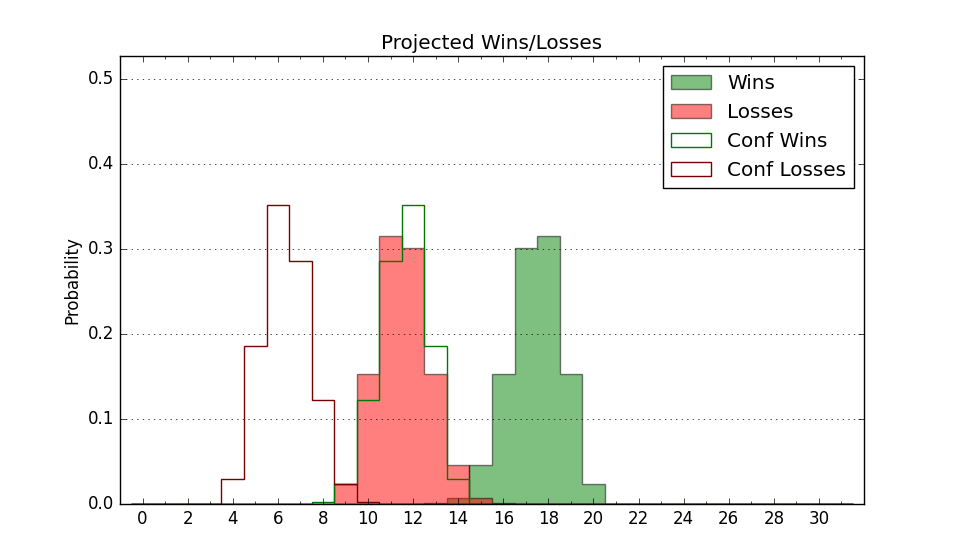 Projected Wins/Losses
Wins
Losses
Conf Wins
Conf Losses
Probability
0.5
0.4
0.3
0.2
0.1
0.0
0 2 4 6 8 10 12 14 16 18 20 22 24 26 28 30